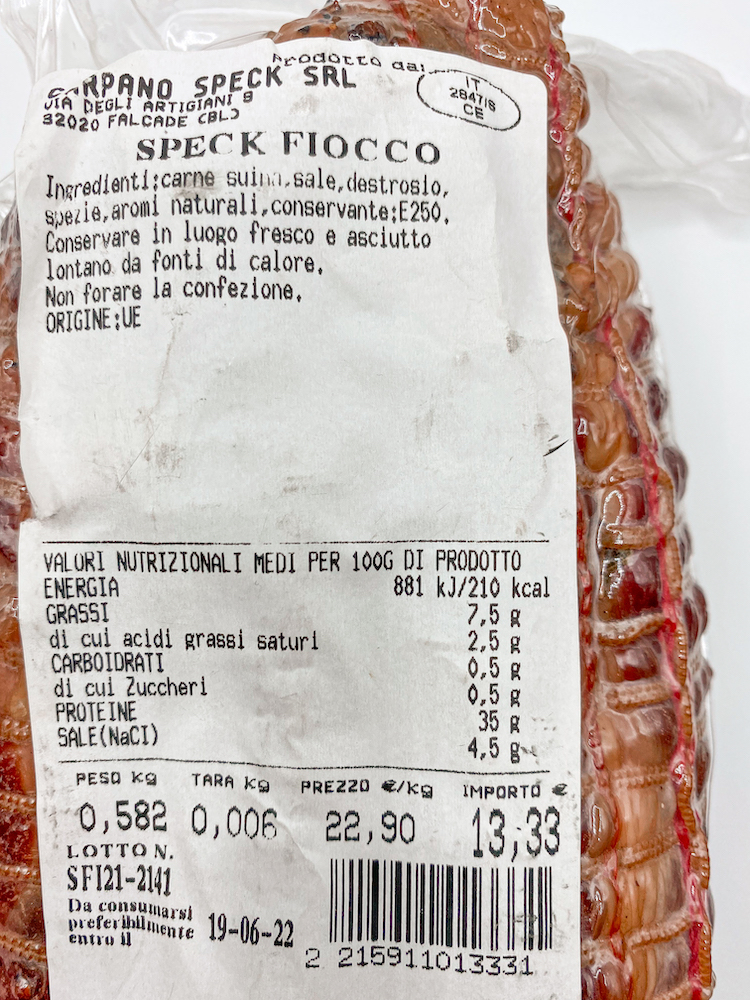 Prodotto da:
CARPANO SPECK SRL
VIA DEGLI ARTIGIANI 9
32020 FALCADE (BL)
IT
2847/S
CE
SPECK FIOCCO
Ingredienti:carne suina,sale,destrosio,
spezie,aromi naturali,conservante:E250.
Conservare in luogo fresco e asciutto
lontano da fonti di calore.
Non forare la confezione.
ORIGINE:UE
VALORI NUTRIZIONALI MEDI PER 100G DI PRODOTTO
ENERGIA 881 kJ/210 kcal
GRASSI 7,5 g
di cui acidi grassi saturi 2,5 g
CARBOIDRATI 0,5 g
di cui Zuccheri 0,5 g
PROTEINE 35 g
SALE(NaCl) 4,5 g
PESO Kg TARA Kg PREZZO €/Kg IMPORTO €
0,582 0,006 22,90 13,33
LOTTO N.
SFI21-2141
Da consumarsi
preferibilmente
entro il 19-06-22
2 215911013331